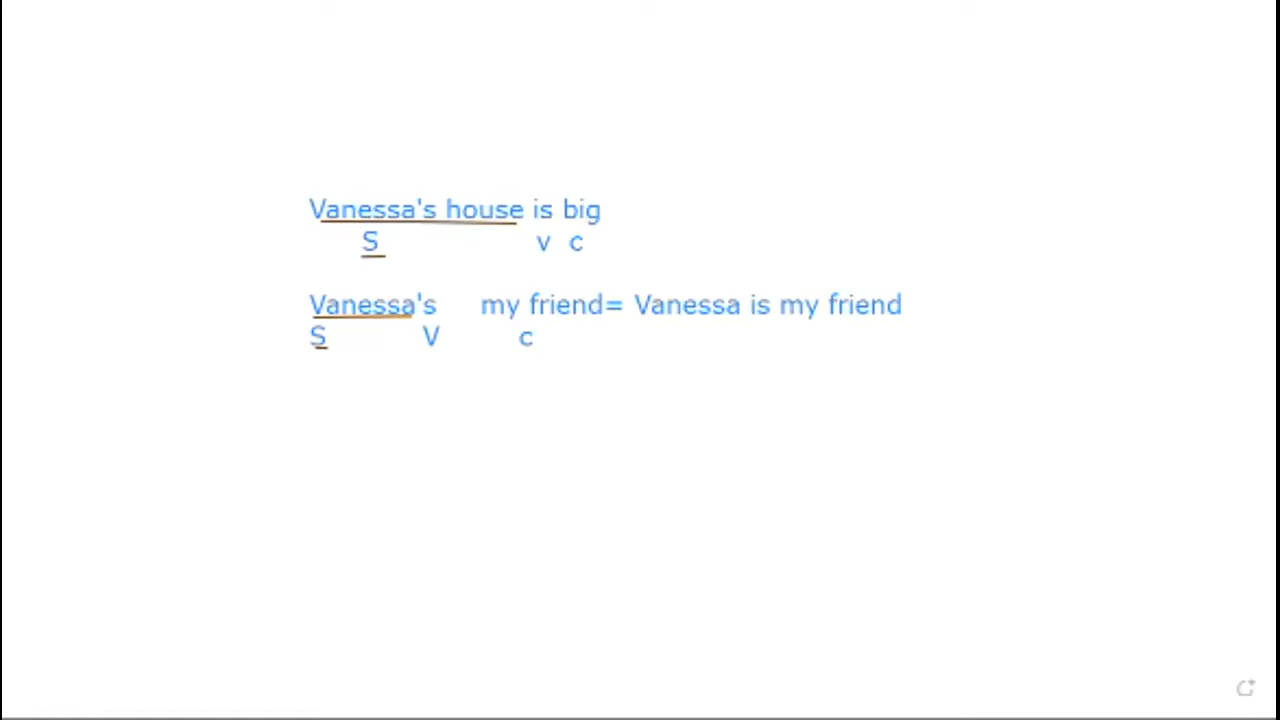 Vanessa's house is big
S v c
Vanessa's my friend= Vanessa is my friend
S V c